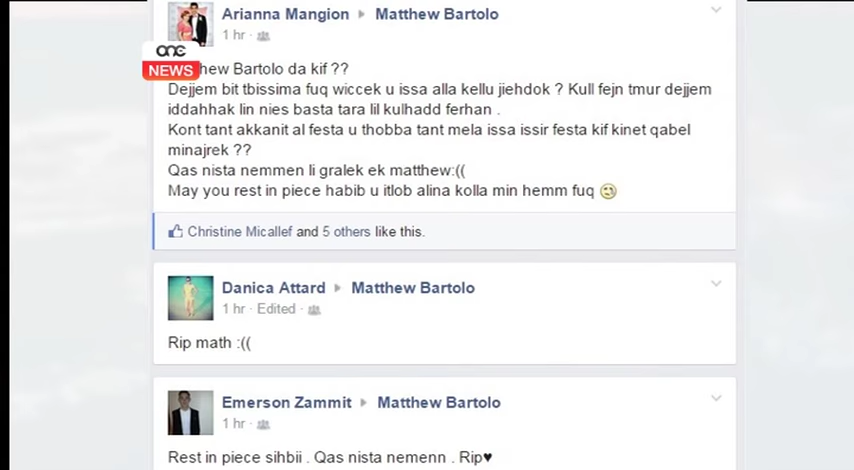 Arianna Mangion ▸ Matthew Bartolo
1 hr ·
one
NEWS
hew Bartolo da kif ??
Dejjem bit tbissima fuq wiccek u issa alla kellu jiehdok ? Kull fejn tmur dejjem
iddahhak lin nies basta tara lil kulhadd ferhan .
Kont tant akkanit al festa u thobba tant mela issa issir festa kif kinet qabel
minajrek ??
Qas nista nemmen li gralek ek matthew:((
May you rest in piece habib u itlob alina kolla min hemm fuq
Christine Micallef and 5 others like this.
Danica Attard ▸ Matthew Bartolo
1 hr · Edited ·
Rip math :((
Emerson Zammit ▸ Matthew Bartolo
1 hr ·
Rest in piece sihbii . Qas nista nemenn . Rip♥